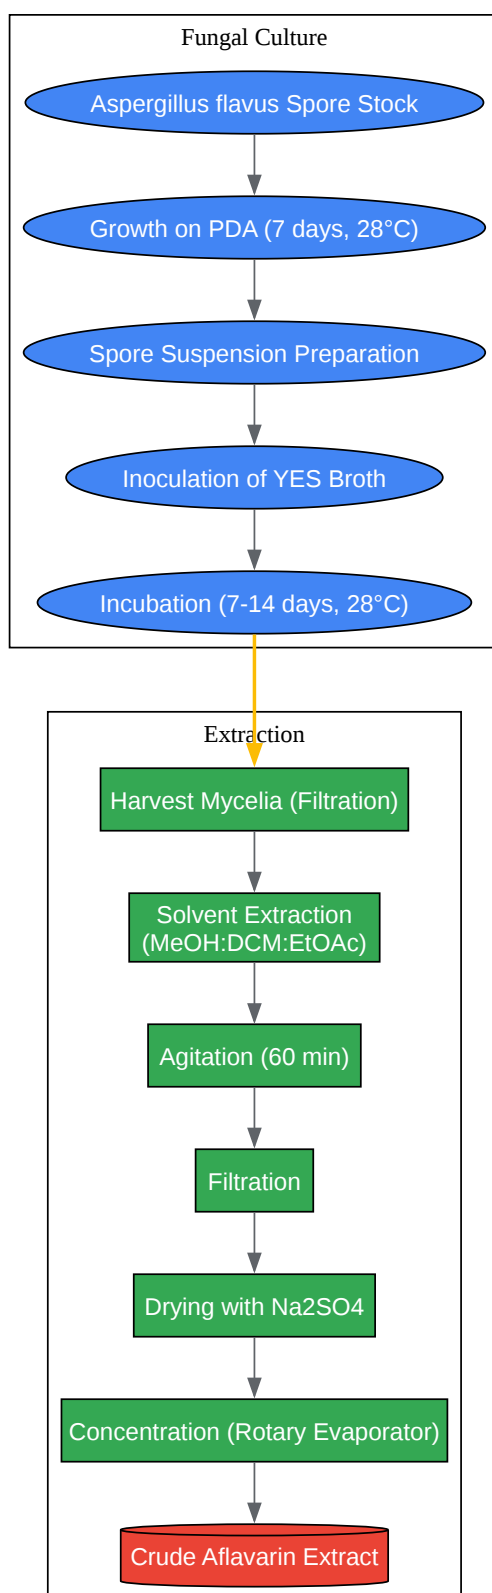 Fungal Culture
Aspergillus flavus Spore Stock
Growth on PDA (7 days, 28°C)
Spore Suspension Preparation
Inoculation of YES Broth
Incubation (7-14 days, 28°C)
Extraction
Harvest Mycelia (Filtration)
Solvent Extraction
(MeOH:DCM:EtOAc)
Agitation (60 min)
Filtration
Drying with Na2SO4
Concentration (Rotary Evaporator)
Crude Aflavarin Extract